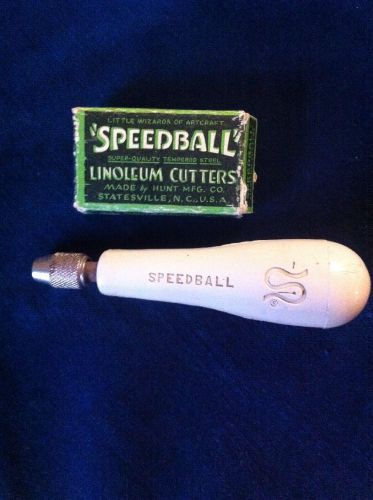 LITTLE WIZARDS OF ARTCRAFT
"SPEEDBALL"
SUPER-QUALITY TEMPERED STEEL
LINOLEUM CUTTERS
MADE by HUNT MFG. CO.
STATESVILLE, N.C., U.S.A.
SPEEDBALL
®